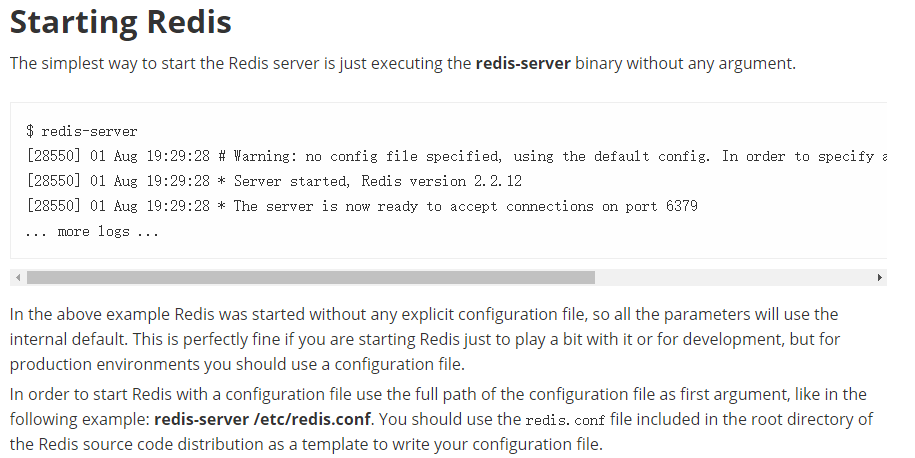 Starting Redis
The simplest way to start the Redis server is just executing the redis-server binary without any argument.
$ redis-server
[28550] 01 Aug 19:29:28 # Warning: no config file specified, using the default config. In order to specify a
[28550] 01 Aug 19:29:28 * Server started, Redis version 2.2.12
[28550] 01 Aug 19:29:28 * The server is now ready to accept connections on port 6379
... more logs ...
In the above example Redis was started without any explicit configuration file, so all the parameters will use the
internal default. This is perfectly fine if you are starting Redis just to play a bit with it or for development, but for
production environments you should use a configuration file.
In order to start Redis with a configuration file use the full path of the configuration file as first argument, like in the
following example: redis-server /etc/redis.conf. You should use the redis.conf file included in the root directory of
the Redis source code distribution as a template to write your configuration file.